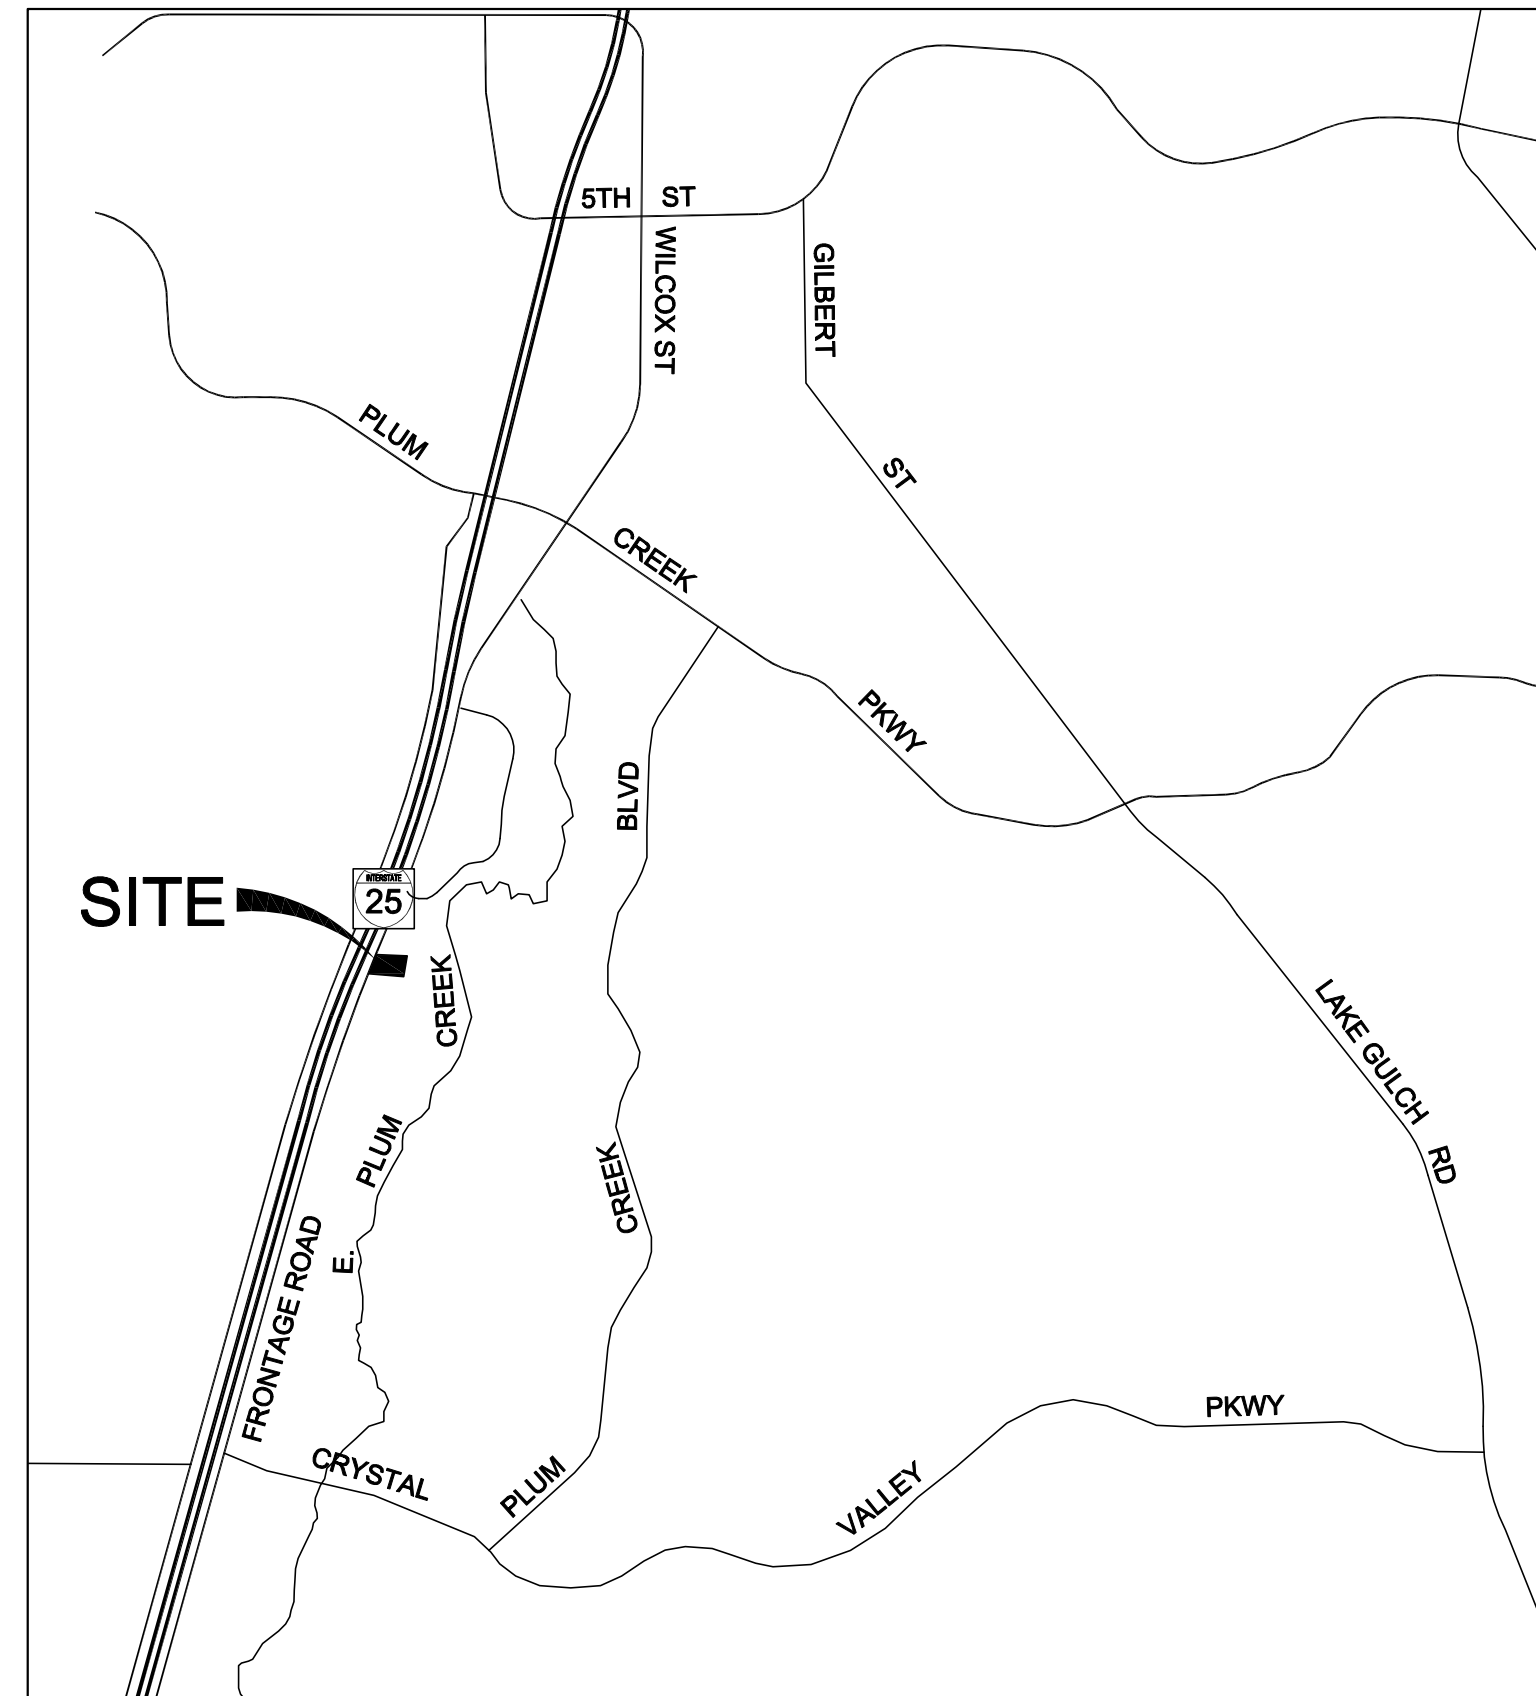 5TH ST
WILCOX ST
GILBERT
ST
PLUM
CREEK
PKWY
BLVD
SITE
INTERSTATE
25
CREEK
PLUM
E.
FRONTAGE ROAD
CREEK
PLUM
LAKE GULCH
RD
CRYSTAL
VALLEY
PKWY